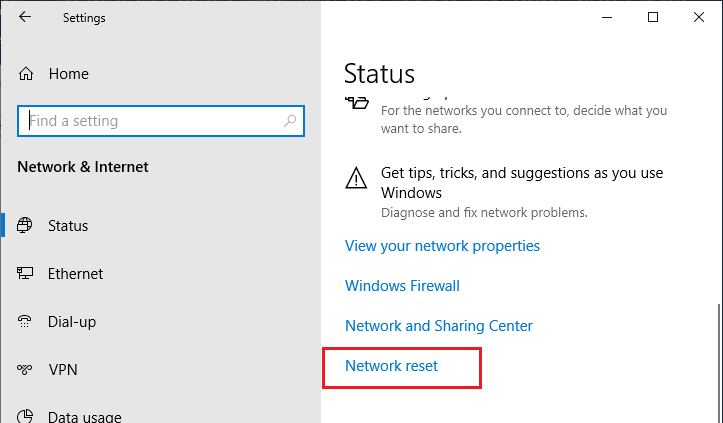 Settings
Home
Find a setting
Network & Internet
Status
Ethernet
Dial-up
VPN
Data usage
Status
For the networks you connect to, decide what you
want to share.
Get tips, tricks, and suggestions as you use
Windows
Diagnose and fix network problems.
View your network properties
Windows Firewall
Network and Sharing Center
Network reset